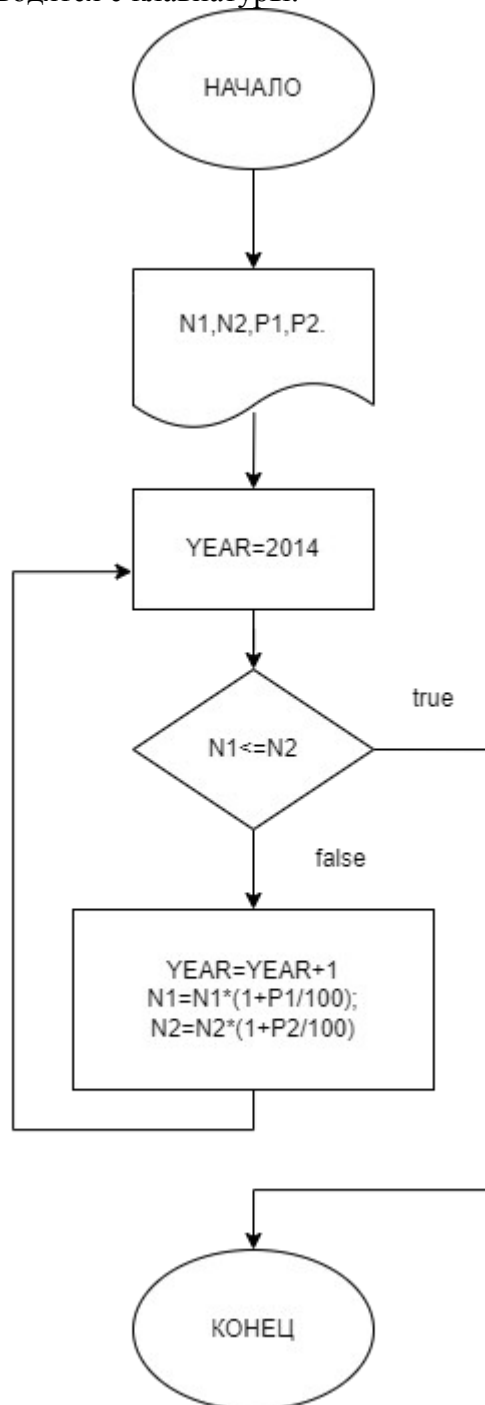 с клавиатуры.
НАЧАЛО
N1,N2,P1,P2.
YEAR=2014
N1<=N2
true
false
YEAR=YEAR+1
N1=N1*(1+P1/100);
N2=N2*(1+P2/100)
КОНЕЦ